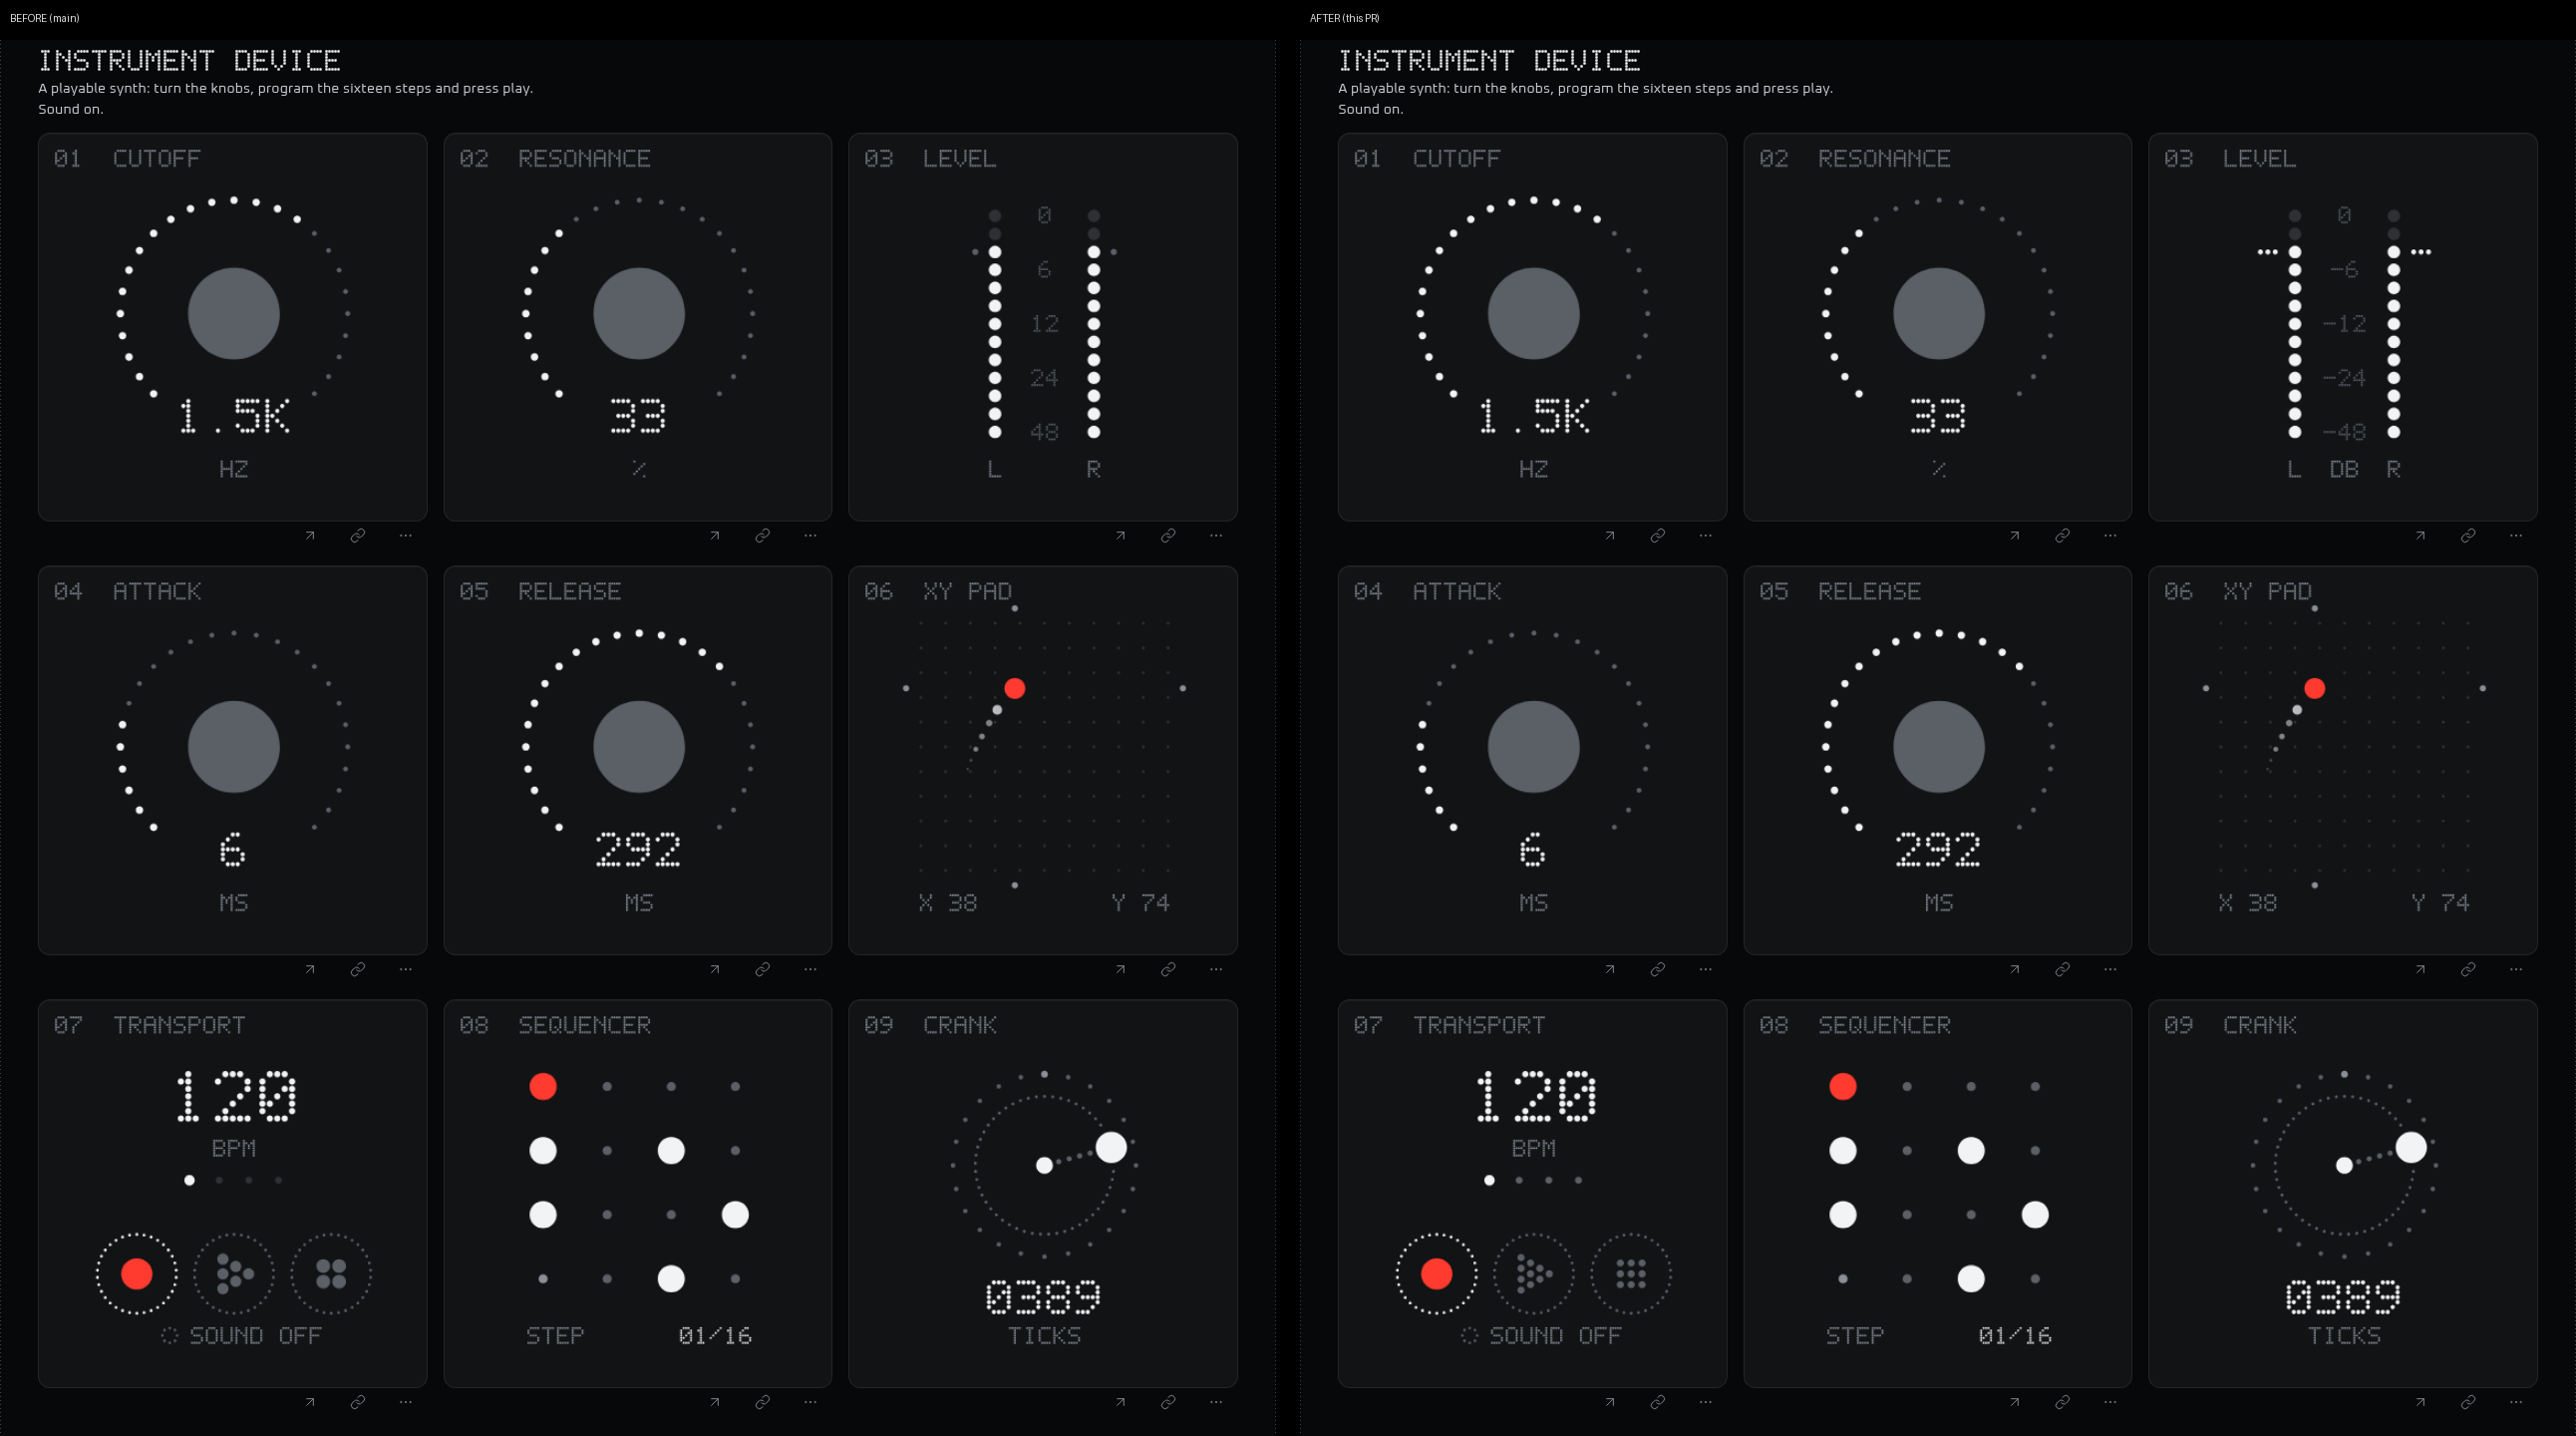 BEFORE (main)
INSTRUMENT DEVICE
A playable synth: turn the knobs, program the sixteen steps and press play.
Sound on.
01 CUTOFF
1.5K
HZ
02 RESONANCE
33
%
03 LEVEL
0
6
12
24
48
L R
04 ATTACK
6
MS
05 RELEASE
292
MS
06 XY PAD
X 38 Y 74
07 TRANSPORT
120
BPM
SOUND OFF
08 SEQUENCER
STEP 01/16
09 CRANK
0389
TICKS
AFTER (this PR)
INSTRUMENT DEVICE
A playable synth: turn the knobs, program the sixteen steps and press play.
Sound on.
01 CUTOFF
1.5K
HZ
02 RESONANCE
33
%
03 LEVEL
0
-6
-12
-24
-48
L DB R
04 ATTACK
6
MS
05 RELEASE
292
MS
06 XY PAD
X 38 Y 74
07 TRANSPORT
120
BPM
SOUND OFF
08 SEQUENCER
STEP 01/16
09 CRANK
0389
TICKS